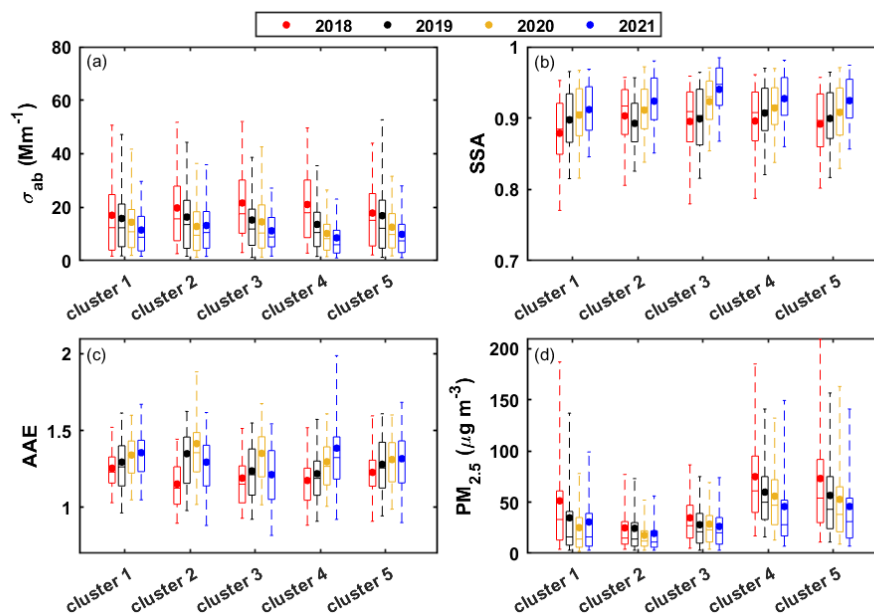 2018 2019 2020 2021
(a)
σab (Mm-1)
80
60
40
20
0
cluster 1 cluster 2 cluster 3 cluster 4 cluster 5
(b)
SSA
1
0.9
0.8
0.7
cluster 1 cluster 2 cluster 3 cluster 4 cluster 5
(c)
AAE
2
1.5
1
cluster 1 cluster 2 cluster 3 cluster 4 cluster 5
(d)
PM2.5 (μg m-3)
200
150
100
50
0
cluster 1 cluster 2 cluster 3 cluster 4 cluster 5